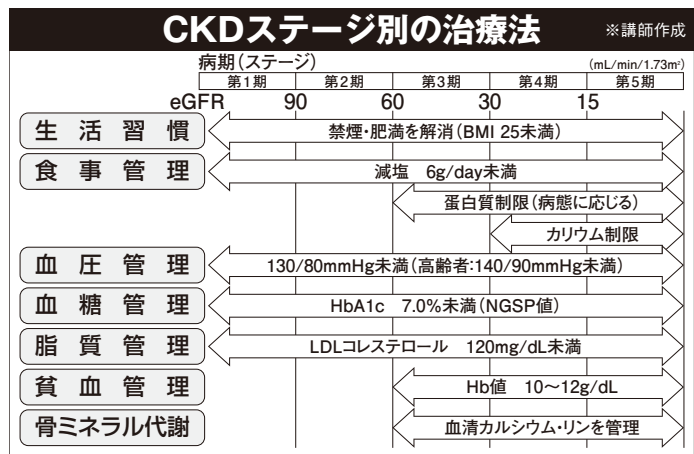 CKDステージ別の治療法 ※講師作成
病期(ステージ) (mL/min/1.73m²)
第1期 第2期 第3期 第4期 第5期
eGFR 90 60 30 15
生活習慣 禁煙・肥満を解消(BMI 25未満)
食事管理 減塩 6g/day未満
蛋白質制限(病態に応じる)
カリウム制限
血圧管理 130/80mmHg未満(高齢者:140/90mmHg未満)
血糖管理 HbA1c 7.0%未満(NGSP値)
脂質管理 LDLコレステロール 120mg/dL未満
貧血管理 Hb値 10〜12g/dL
骨ミネラル代謝 血清カルシウム・リンを管理